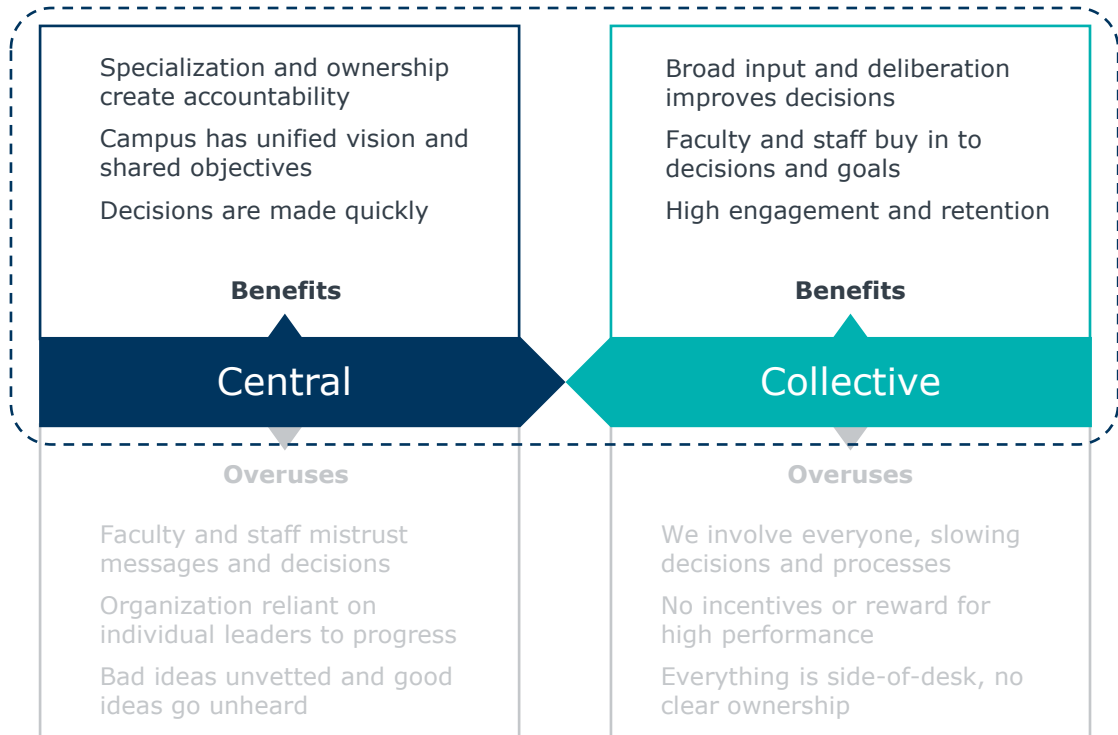 Specialization and ownership
create accountability
Campus has unified vision and
shared objectives
Decisions are made quickly
Benefits
Central
Overuses
Faculty and staff mistrust
messages and decisions
Organization reliant on
individual leaders to progress
Bad ideas unvetted and good
ideas go unheard
Broad input and deliberation
improves decisions
Faculty and staff buy in to
decisions and goals
High engagement and retention
Benefits
Collective
Overuses
We involve everyone, slowing
decisions and processes
No incentives or reward for
high performance
Everything is side-of-desk, no
clear ownership